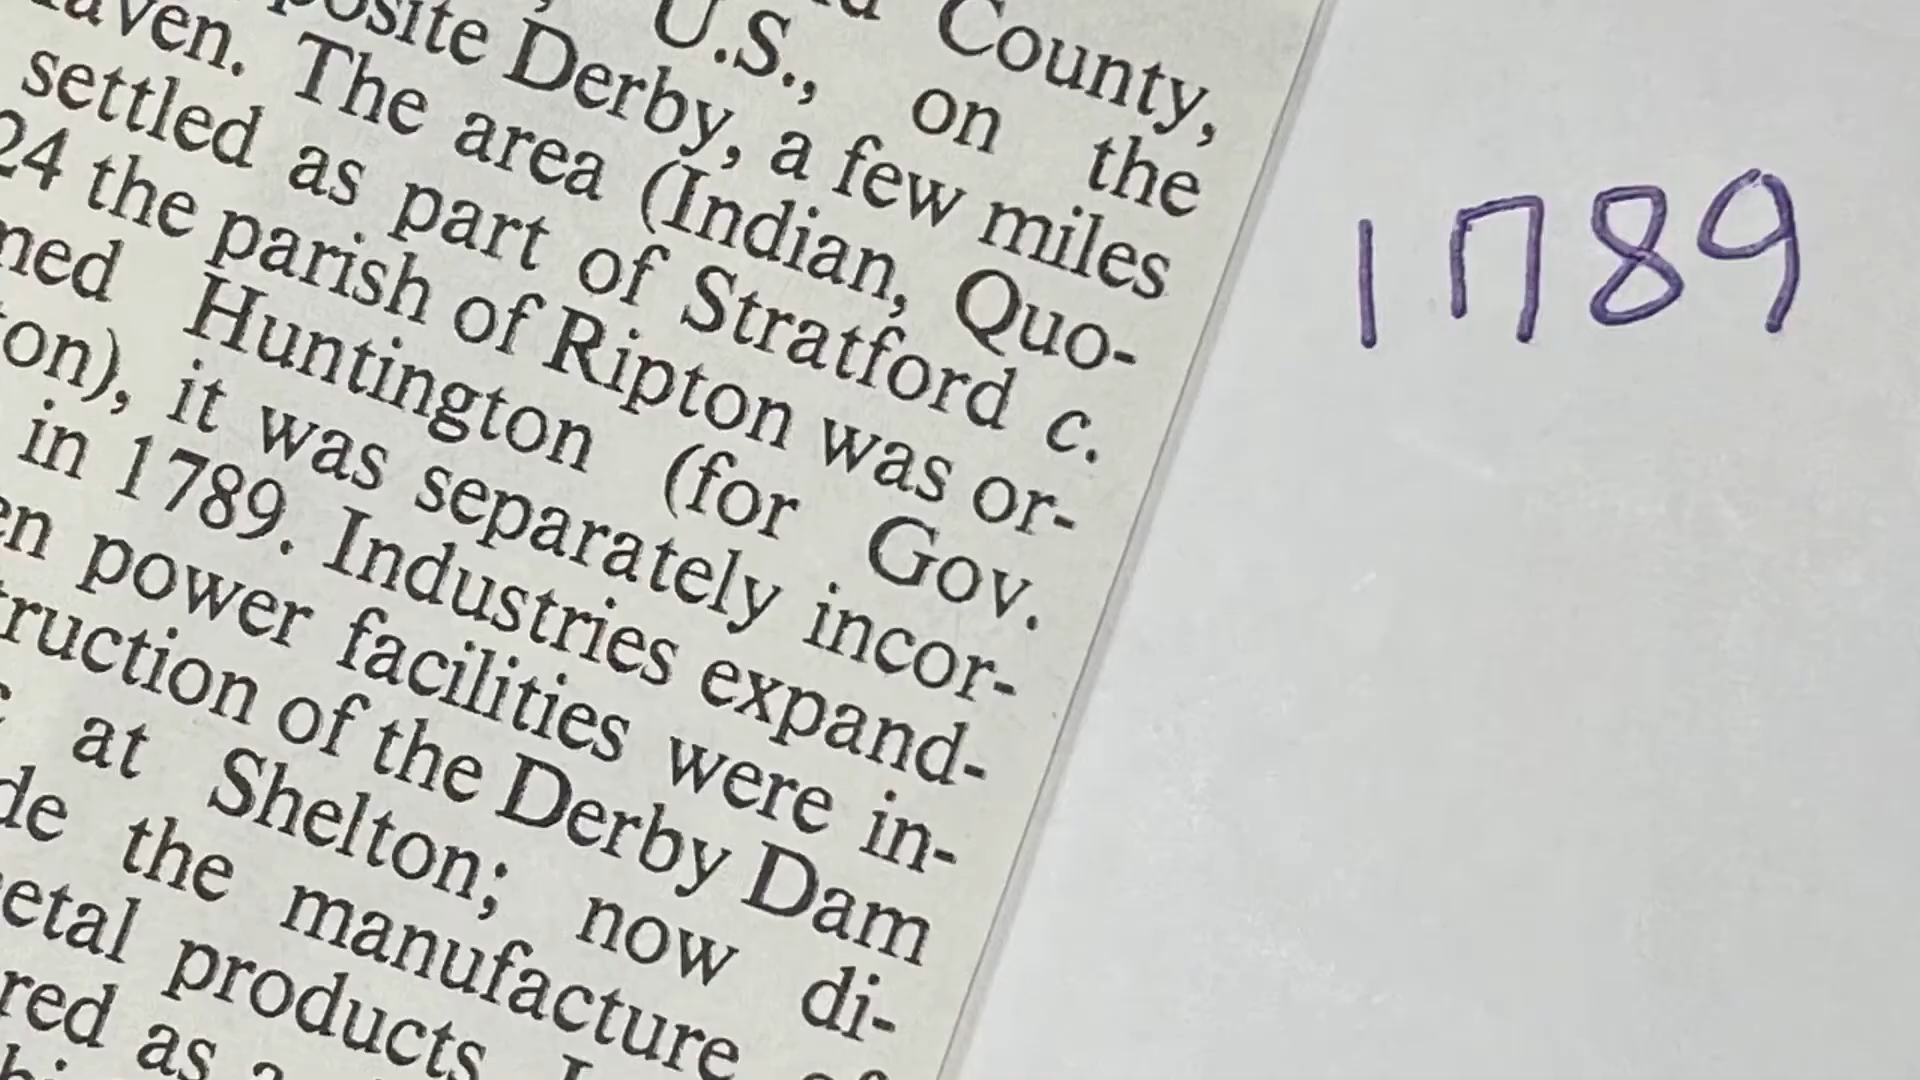 County,
U.S., on the
posite Derby, a few miles
aven. The area (Indian, Quo-
settled as part of Stratford c.
24 the parish of Ripton was or-
med Huntington (for Gov.
on), it was separately incor-
in 1789. Industries expand-
en power facilities were in-
truction of the Derby Dam
at Shelton; now di-
de the manufacture of
etal products.
red as a
1789